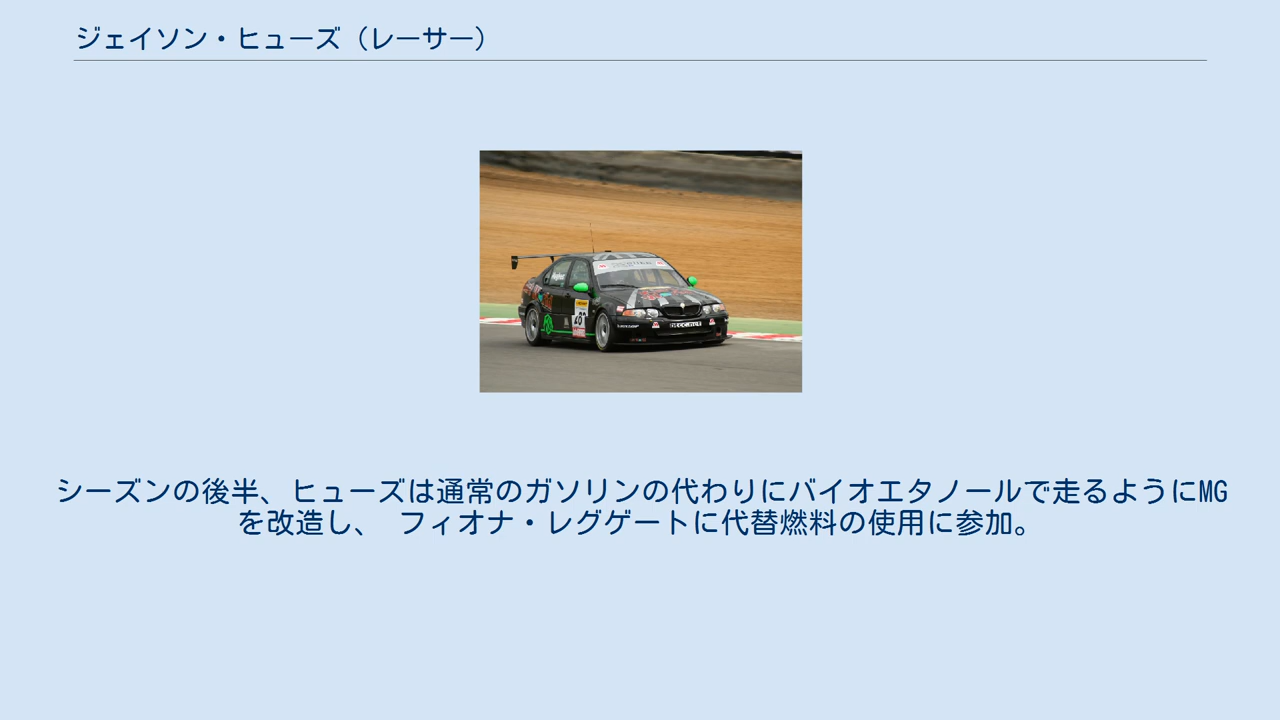 ジェイソン・ヒューズ（レーサー）
btcc.net
シーズンの後半、ヒューズは通常のガソリンの代わりにバイオエタノールで走るようにMG
を改造し、 フィオナ・レグゲートに代替燃料の使用に参加。